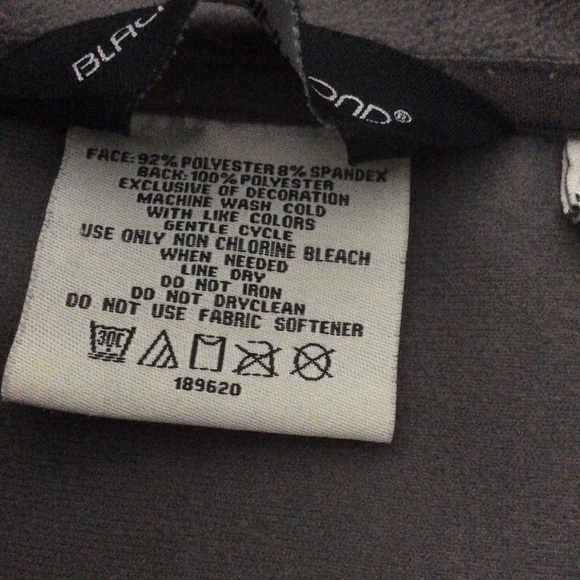 BLAC
OND®
FACE: 92% POLYESTER 8% SPANDEX
BACK: 100% POLYESTER
EXCLUSIVE OF DECORATION
MACHINE WASH COLD
WITH LIKE COLORS
GENTLE CYCLE
USE ONLY NON CHLORINE BLEACH
WHEN NEEDED
LINE DRY
DO NOT IRON
DO NOT DRYCLEAN
DO NOT USE FABRIC SOFTENER
30C
189620